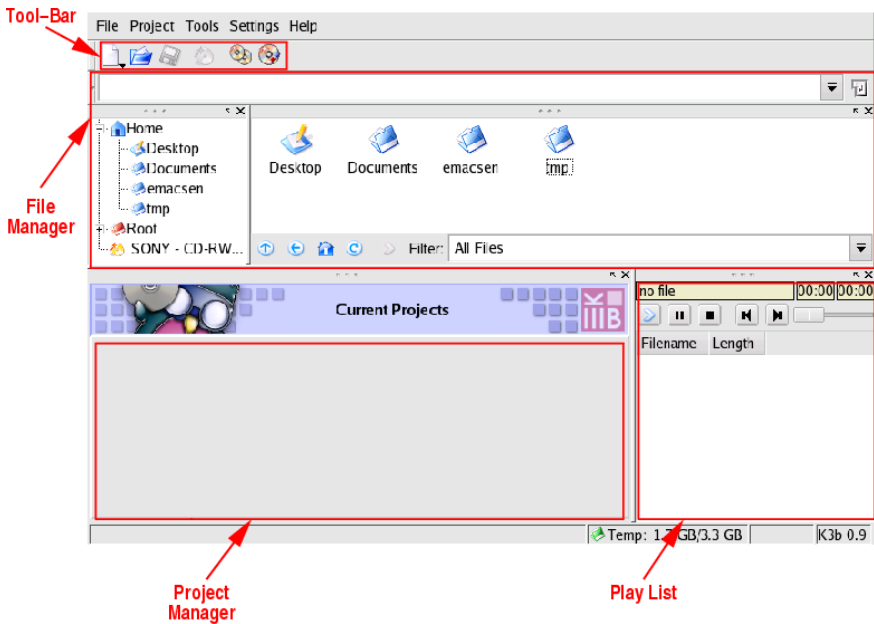 Tool-Bar
File Project Tools Settings Help
Home
Desktop
Documents
emacsen
tmp
Root
SONY - CD-RW...
Desktop Documents emacsen tmp
File
Manager
Filter: All Files
Current Projects
K3B
no file 00:00 00:00
Filename Length
Temp: GB/3.3 GB
K3b 0.9
Project
Manager
Play List